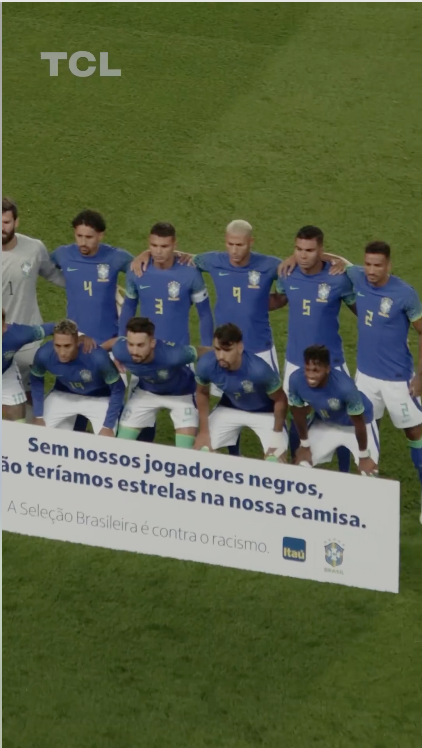 TCL
4
3
9
5
2
Sem nossos jogadores negros,
ão teríamos estrelas na nossa camisa.
A Seleção Brasileira é contra o racismo.
Itaú
BRASIL